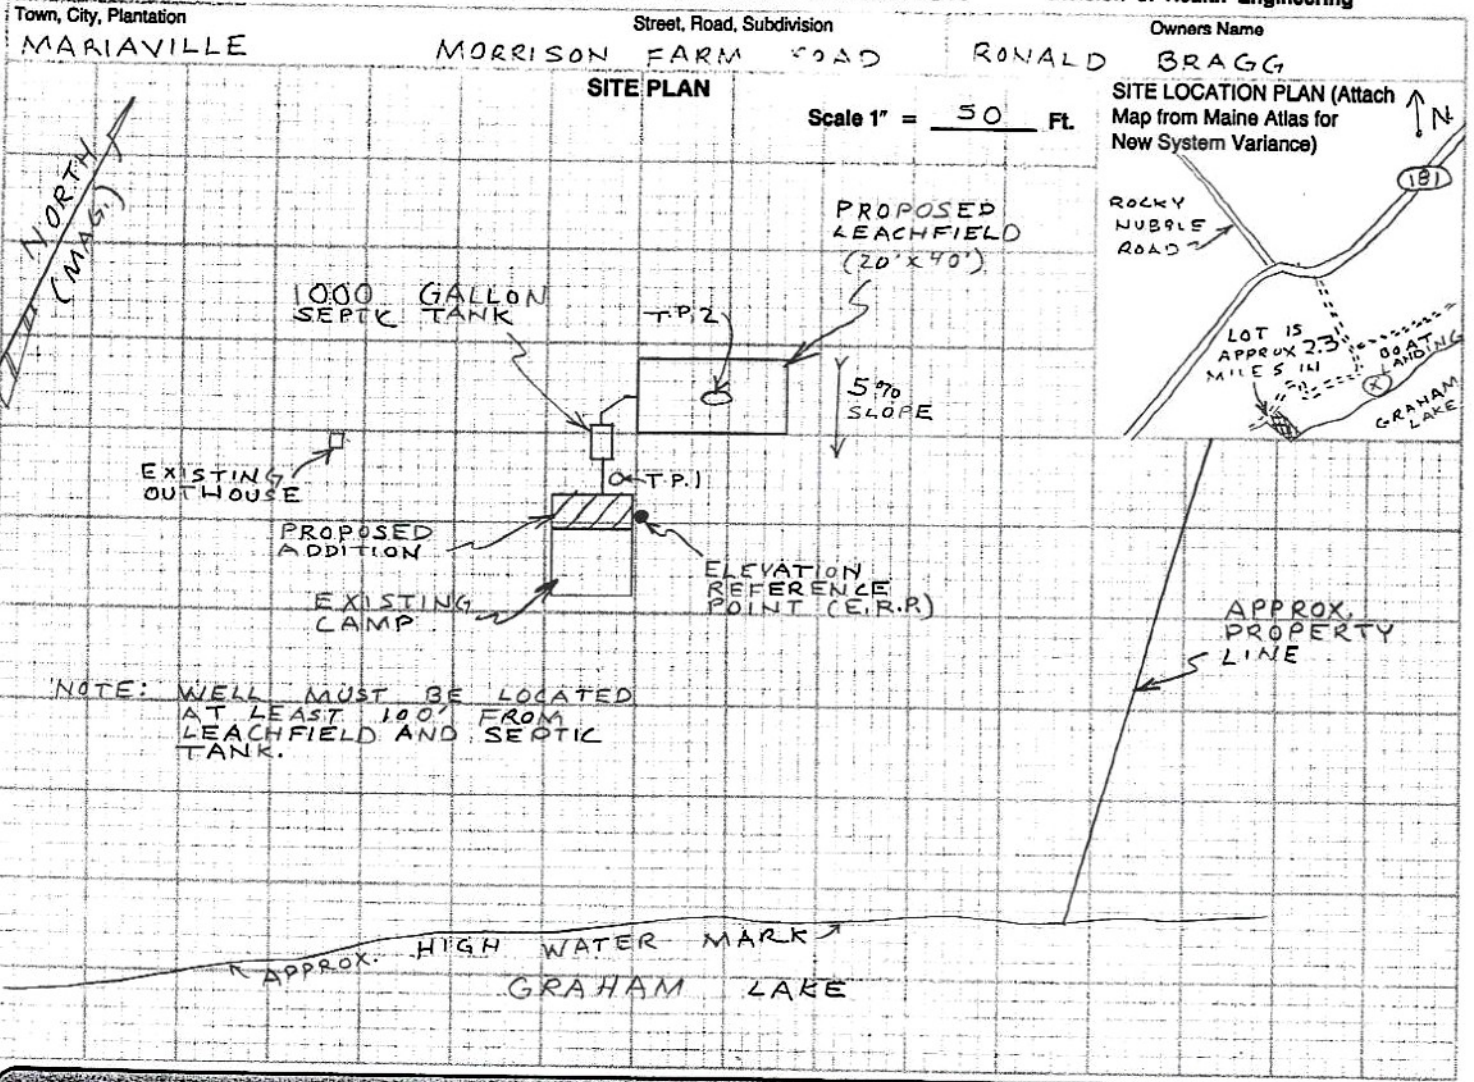 Health Engineering
Town, City, Plantation
Street, Road, Subdivision
Owners Name
MARIAVILLE
MORRISON FARM ROAD
RONALD BRAGG
SITE PLAN
Scale 1" = 50 Ft.
SITE LOCATION PLAN (Attach
Map from Maine Atlas for
New System Variance)
N
181
ROCKY
NUBBLE
ROAD
LOT IS
APPROX 2.3
MILES IN
BOAT
LANDING
X
GRAHAM
LAKE
NORTH
(MAG.)
PROPOSED
LEACHFIELD
(20' X 40')
1000 GALLON
SEPTIC TANK
T.P.2
5%
SLOPE
EXISTING
OUTHOUSE
T.P.1
PROPOSED
ADDITION
ELEVATION
REFERENCE
POINT (E.R.P.)
EXISTING
CAMP
APPROX.
PROPERTY
LINE
NOTE: WELL MUST BE LOCATED
AT LEAST 100' FROM
LEACHFIELD AND SEPTIC
TANK.
APPROX. HIGH WATER MARK
GRAHAM LAKE